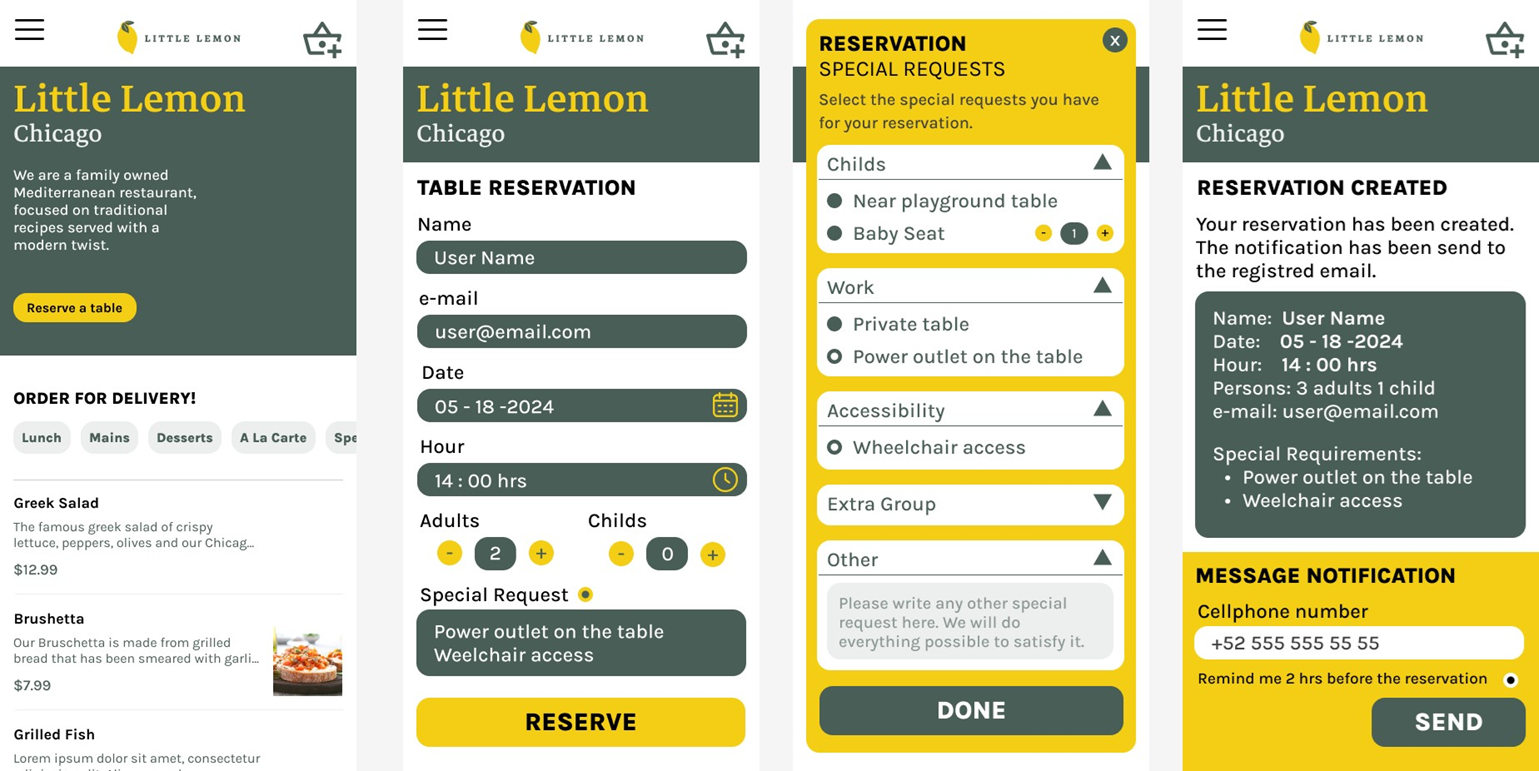 LITTLE LEMON
Little Lemon
Chicago
We are a family owned
Mediterranean restaurant,
focused on traditional
recipes served with a
modern twist.
Reserve a table
ORDER FOR DELIVERY!
Lunch Mains Desserts A La Carte Spe
Greek Salad
The famous greek salad of crispy
lettuce, peppers, olives and our Chicag...
$12.99
Brushetta
Our Bruschetta is made from grilled
bread that has been smeared with garli...
$7.99
Grilled Fish
Lorem ipsum dolor sit amet, consectetur
LITTLE LEMON
Little Lemon
Chicago
TABLE RESERVATION
Name
User Name
e-mail
user@email.com
Date
05 - 18 -2024
Hour
14 : 00 hrs
Adults Childs
- 2 + - 0 +
Special Request
Power outlet on the table
Weelchair access
RESERVE
RESERVATION X
SPECIAL REQUESTS
Select the special requests you have
for your reservation.
Childs
Near playground table
Baby Seat - 1 +
Work
Private table
Power outlet on the table
Accessibility
Wheelchair access
Extra Group
Other
Please write any other special
request here. We will do
everything possible to satisfy it.
DONE
LITTLE LEMON
Little Lemon
Chicago
RESERVATION CREATED
Your reservation has been created.
The notification has been send to
the registred email.
Name: User Name
Date: 05 - 18 -2024
Hour: 14 : 00 hrs
Persons: 3 adults 1 child
e-mail: user@email.com
Special Requirements:
• Power outlet on the table
• Weelchair access
MESSAGE NOTIFICATION
Cellphone number
+52 555 555 55 55
Remind me 2 hrs before the reservation
SEND